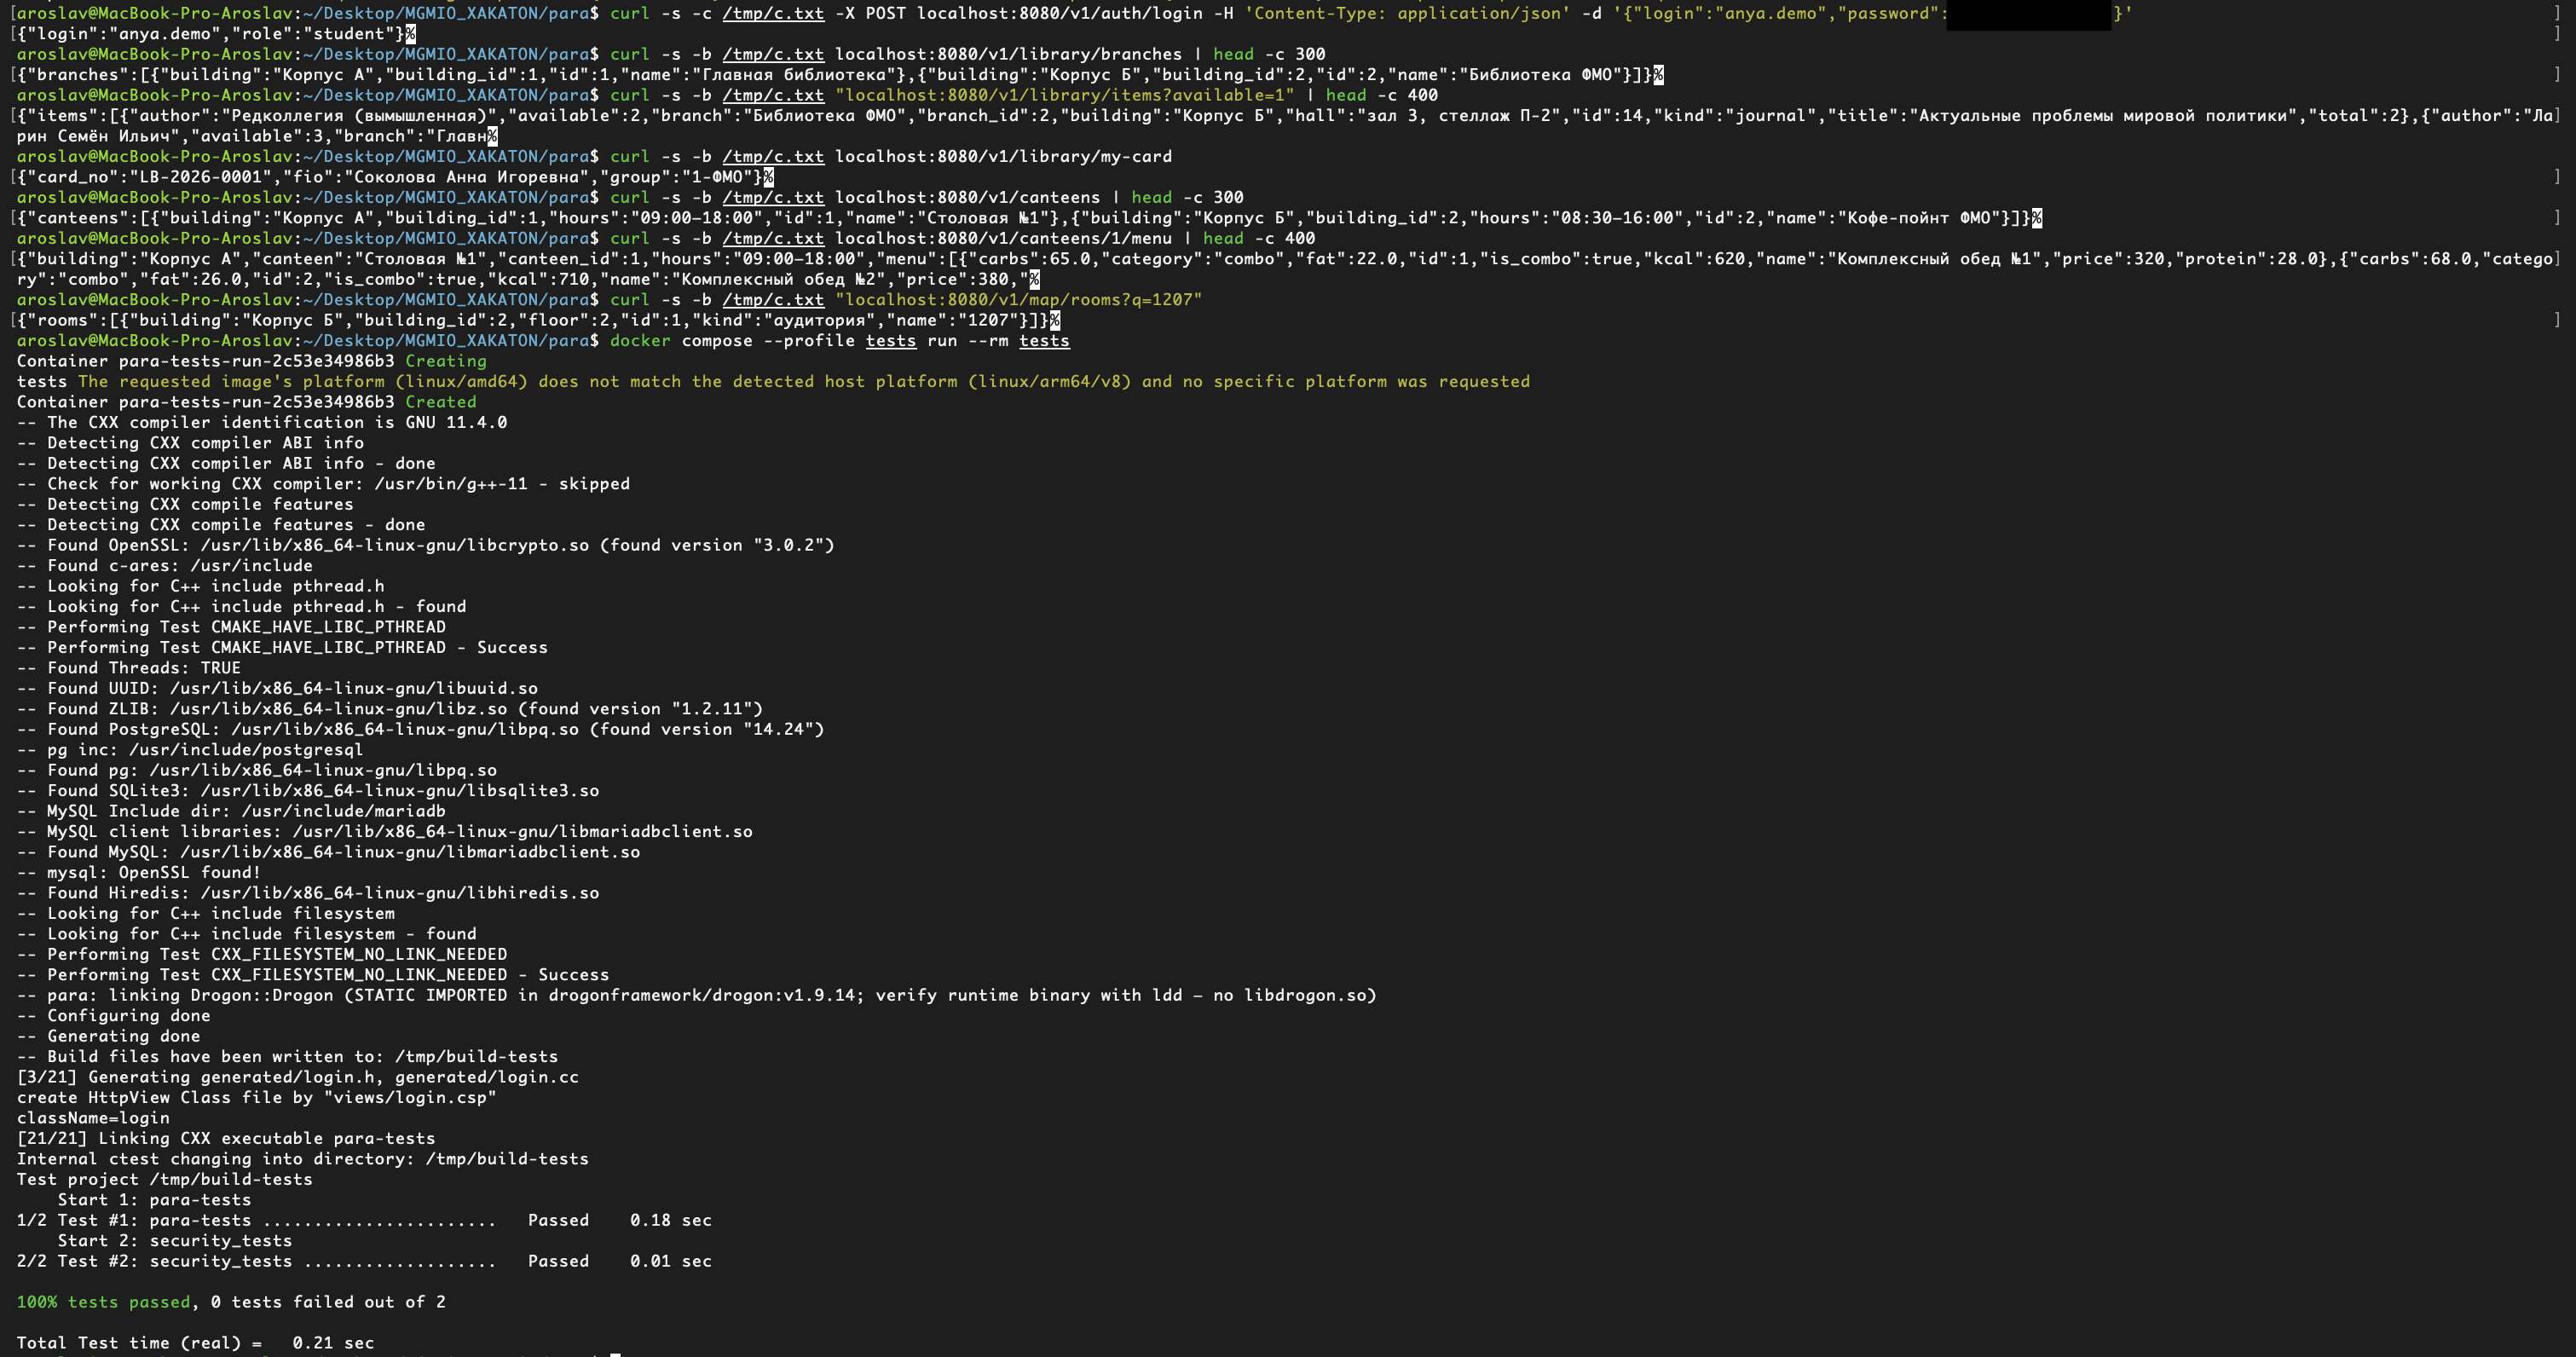 [aroslav@MacBook-Pro-Aroslav:~/Desktop/MGMIO_XAKATON/para$ curl -s -c /tmp/c.txt -X POST localhost:8080/v1/auth/login -H 'Content-Type: application/json' -d '{"login":"anya.demo","password": }' ]
[{"login":"anya.demo","role":"student"}% ]
aroslav@MacBook-Pro-Aroslav:~/Desktop/MGMIO_XAKATON/para$ curl -s -b /tmp/c.txt localhost:8080/v1/library/branches | head -c 300
[{"branches":[{"building":"Корпус А","building_id":1,"id":1,"name":"Главная библиотека"},{"building":"Корпус Б","building_id":2,"id":2,"name":"Библиотека ФМО"}]}% ]
aroslav@MacBook-Pro-Aroslav:~/Desktop/MGMIO_XAKATON/para$ curl -s -b /tmp/c.txt "localhost:8080/v1/library/items?available=1" | head -c 400
[{"items":[{"author":"Редколлегия (вымышленная)","available":2,"branch":"Библиотека ФМО","branch_id":2,"building":"Корпус Б","hall":"зал 3, стеллаж П-2","id":14,"kind":"journal","title":"Актуальные проблемы мировой политики","total":2},{"author":"Ла]
рин Семён Ильич","available":3,"branch":"Главн%
aroslav@MacBook-Pro-Aroslav:~/Desktop/MGMIO_XAKATON/para$ curl -s -b /tmp/c.txt localhost:8080/v1/library/my-card
[{"card_no":"LB-2026-0001","fio":"Соколова Анна Игоревна","group":"1-ФМО"}% ]
aroslav@MacBook-Pro-Aroslav:~/Desktop/MGMIO_XAKATON/para$ curl -s -b /tmp/c.txt localhost:8080/v1/canteens | head -c 300
[{"canteens":[{"building":"Корпус А","building_id":1,"hours":"09:00–18:00","id":1,"name":"Столовая №1"},{"building":"Корпус Б","building_id":2,"hours":"08:30–16:00","id":2,"name":"Кофе-пойнт ФМО"}]}% ]
aroslav@MacBook-Pro-Aroslav:~/Desktop/MGMIO_XAKATON/para$ curl -s -b /tmp/c.txt localhost:8080/v1/canteens/1/menu | head -c 400
[{"building":"Корпус А","canteen":"Столовая №1","canteen_id":1,"hours":"09:00–18:00","menu":[{"carbs":65.0,"category":"combo","fat":22.0,"id":1,"is_combo":true,"kcal":620,"name":"Комплексный обед №1","price":320,"protein":28.0},{"carbs":68.0,"catego]
ry":"combo","fat":26.0,"id":2,"is_combo":true,"kcal":710,"name":"Комплексный обед №2","price":380,"%
aroslav@MacBook-Pro-Aroslav:~/Desktop/MGMIO_XAKATON/para$ curl -s -b /tmp/c.txt "localhost:8080/v1/map/rooms?q=1207"
[{"rooms":[{"building":"Корпус Б","building_id":2,"floor":2,"id":1,"kind":"аудитория","name":"1207"}]}% ]
aroslav@MacBook-Pro-Aroslav:~/Desktop/MGMIO_XAKATON/para$ docker compose --profile tests run --rm tests
Container para-tests-run-2c53e34986b3 Creating
tests The requested image's platform (linux/amd64) does not match the detected host platform (linux/arm64/v8) and no specific platform was requested
Container para-tests-run-2c53e34986b3 Created
-- The CXX compiler identification is GNU 11.4.0
-- Detecting CXX compiler ABI info
-- Detecting CXX compiler ABI info - done
-- Check for working CXX compiler: /usr/bin/g++-11 - skipped
-- Detecting CXX compile features
-- Detecting CXX compile features - done
-- Found OpenSSL: /usr/lib/x86_64-linux-gnu/libcrypto.so (found version "3.0.2")
-- Found c-ares: /usr/include
-- Looking for C++ include pthread.h
-- Looking for C++ include pthread.h - found
-- Performing Test CMAKE_HAVE_LIBC_PTHREAD
-- Performing Test CMAKE_HAVE_LIBC_PTHREAD - Success
-- Found Threads: TRUE
-- Found UUID: /usr/lib/x86_64-linux-gnu/libuuid.so
-- Found ZLIB: /usr/lib/x86_64-linux-gnu/libz.so (found version "1.2.11")
-- Found PostgreSQL: /usr/lib/x86_64-linux-gnu/libpq.so (found version "14.24")
-- pg inc: /usr/include/postgresql
-- Found pg: /usr/lib/x86_64-linux-gnu/libpq.so
-- Found SQLite3: /usr/lib/x86_64-linux-gnu/libsqlite3.so
-- MySQL Include dir: /usr/include/mariadb
-- MySQL client libraries: /usr/lib/x86_64-linux-gnu/libmariadbclient.so
-- Found MySQL: /usr/lib/x86_64-linux-gnu/libmariadbclient.so
-- mysql: OpenSSL found!
-- Found Hiredis: /usr/lib/x86_64-linux-gnu/libhiredis.so
-- Looking for C++ include filesystem
-- Looking for C++ include filesystem - found
-- Performing Test CXX_FILESYSTEM_NO_LINK_NEEDED
-- Performing Test CXX_FILESYSTEM_NO_LINK_NEEDED - Success
-- para: linking Drogon::Drogon (STATIC IMPORTED in drogonframework/drogon:v1.9.14; verify runtime binary with ldd — no libdrogon.so)
-- Configuring done
-- Generating done
-- Build files have been written to: /tmp/build-tests
[3/21] Generating generated/login.h, generated/login.cc
create HttpView Class file by "views/login.csp"
className=login
[21/21] Linking CXX executable para-tests
Internal ctest changing into directory: /tmp/build-tests
Test project /tmp/build-tests
    Start 1: para-tests
1/2 Test #1: para-tests .......................   Passed    0.18 sec
    Start 2: security_tests
2/2 Test #2: security_tests ...................   Passed    0.01 sec
100% tests passed, 0 tests failed out of 2
Total Test time (real) =   0.21 sec